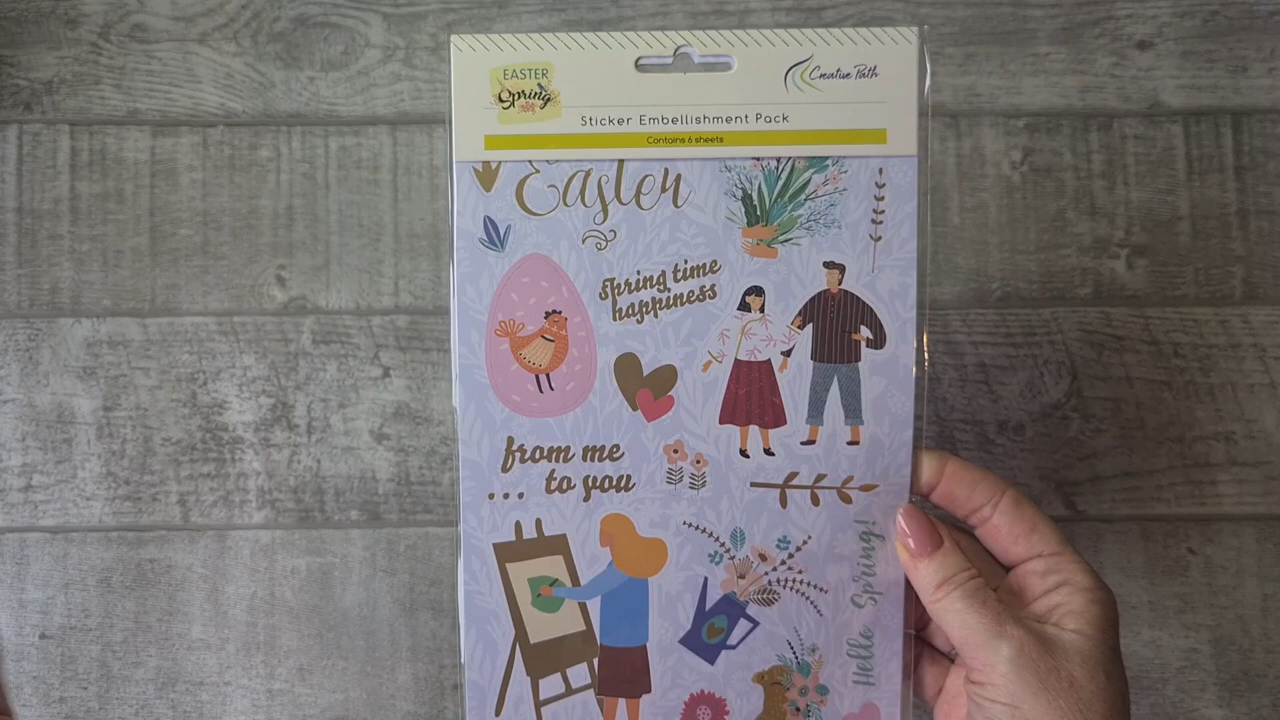 EASTER
Spring
Creative Path
Sticker Embellishment Pack
Contains 6 sheets
Easter
Spring time
happiness
from me
... to you
Hello Spring!